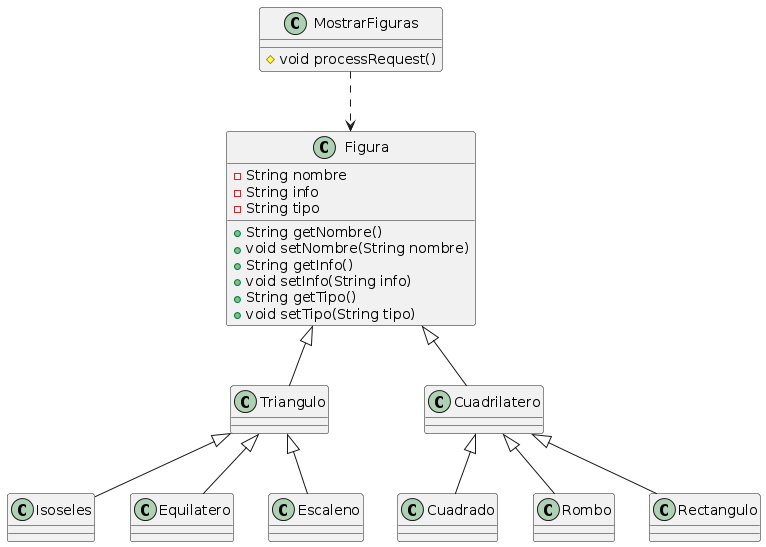 C MostrarFiguras
void processRequest()
C Figura
String nombre
String info
String tipo
String getNombre()
void setNombre(String nombre)
String getInfo()
void setInfo(String info)
String getTipo()
void setTipo(String tipo)
C Triangulo
C Cuadrilatero
C Isoseles
C Equilatero
C Escaleno
C Cuadrado
C Rombo
C Rectangulo